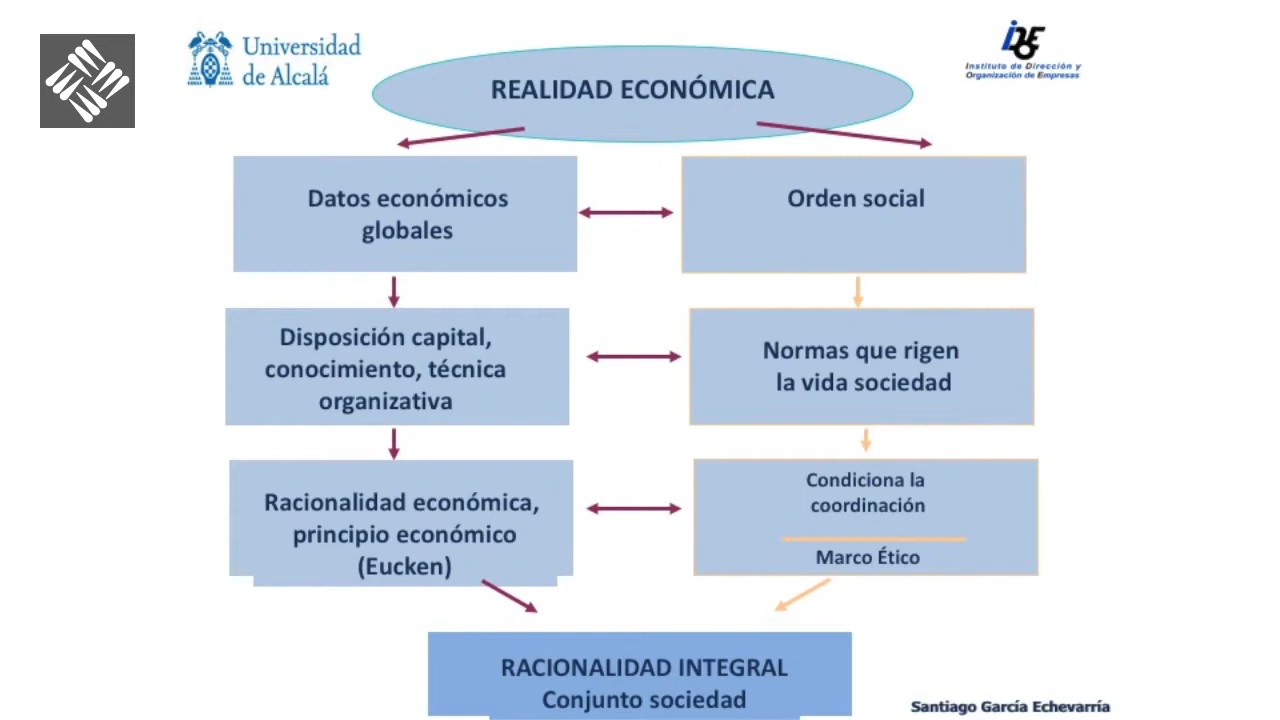 Universidad
de Alcalá
IDOE
Instituto de Dirección y
Organización de Empresas
REALIDAD ECONÓMICA
Datos económicos
globales
Orden social
Disposición capital,
conocimiento, técnica
organizativa
Normas que rigen
la vida sociedad
Racionalidad económica,
principio económico
(Eucken)
Condiciona la
coordinación
Marco Ético
RACIONALIDAD INTEGRAL
Conjunto sociedad
Santiago García Echevarría